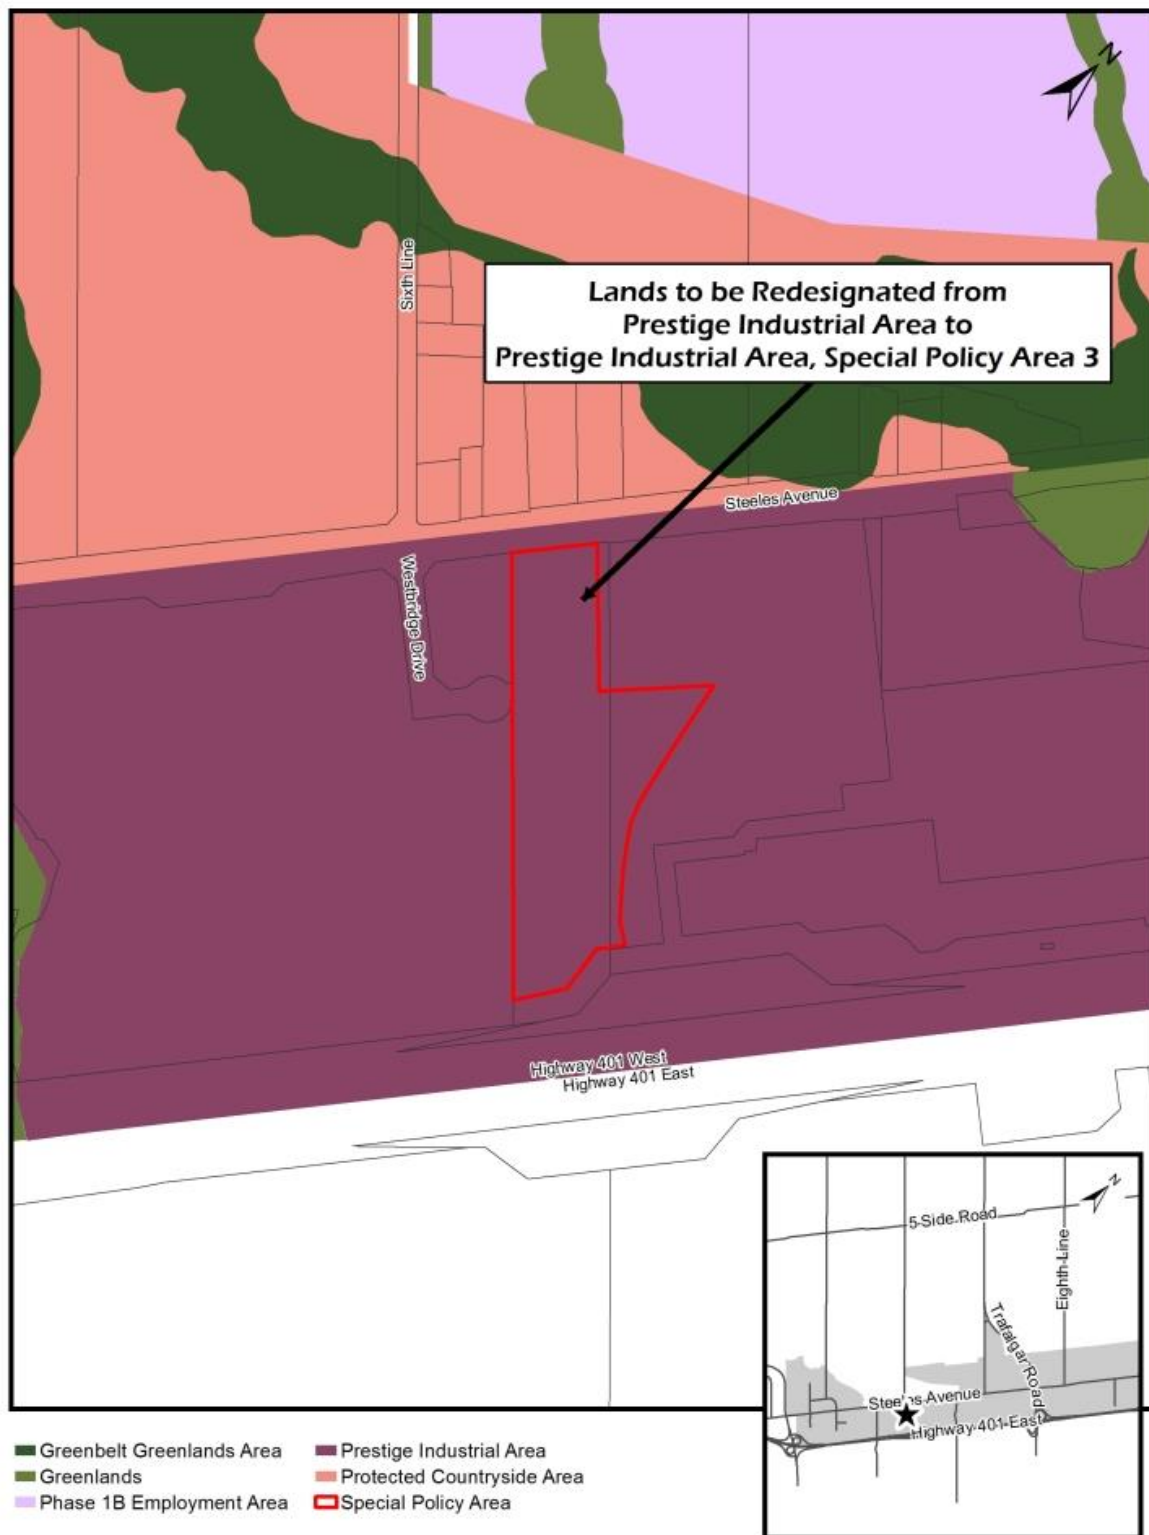 N
Sixth Line
Lands to be Redesignated from
Prestige Industrial Area to
Prestige Industrial Area, Special Policy Area 3
Steeles Avenue
Westbridge Drive
Highway 401 West
Highway 401 East
N
5 Side Road
Eighth Line
Trafalgar Road
Steeles Avenue
Highway 401 East
Greenbelt Greenlands Area
Greenlands
Phase 1B Employment Area
Prestige Industrial Area
Protected Countryside Area
Special Policy Area